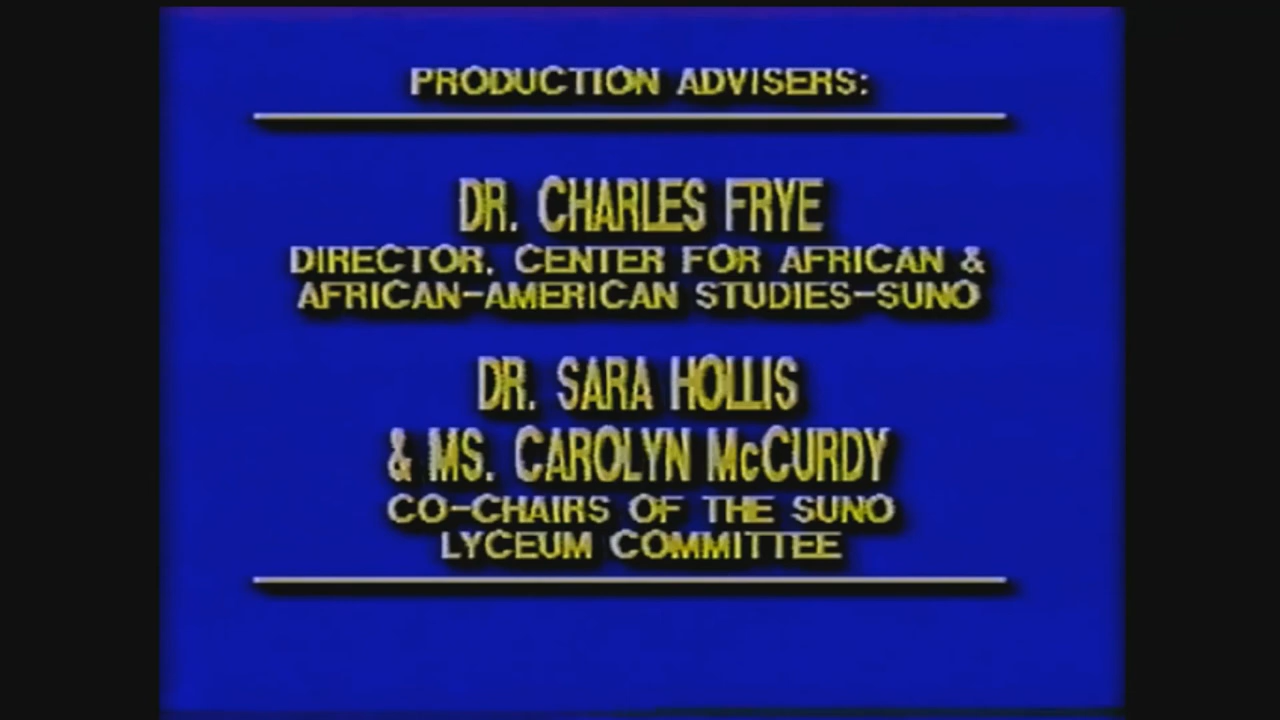 PRODUCTION ADVISERS:
DR. CHARLES FRYE
DIRECTOR, CENTER FOR AFRICAN &
AFRICAN-AMERICAN STUDIES-SUNO
DR. SARA HOLLIS
& MS. CAROLYN McCURDY
CO-CHAIRS OF THE SUNO
LYCEUM COMMITTEE